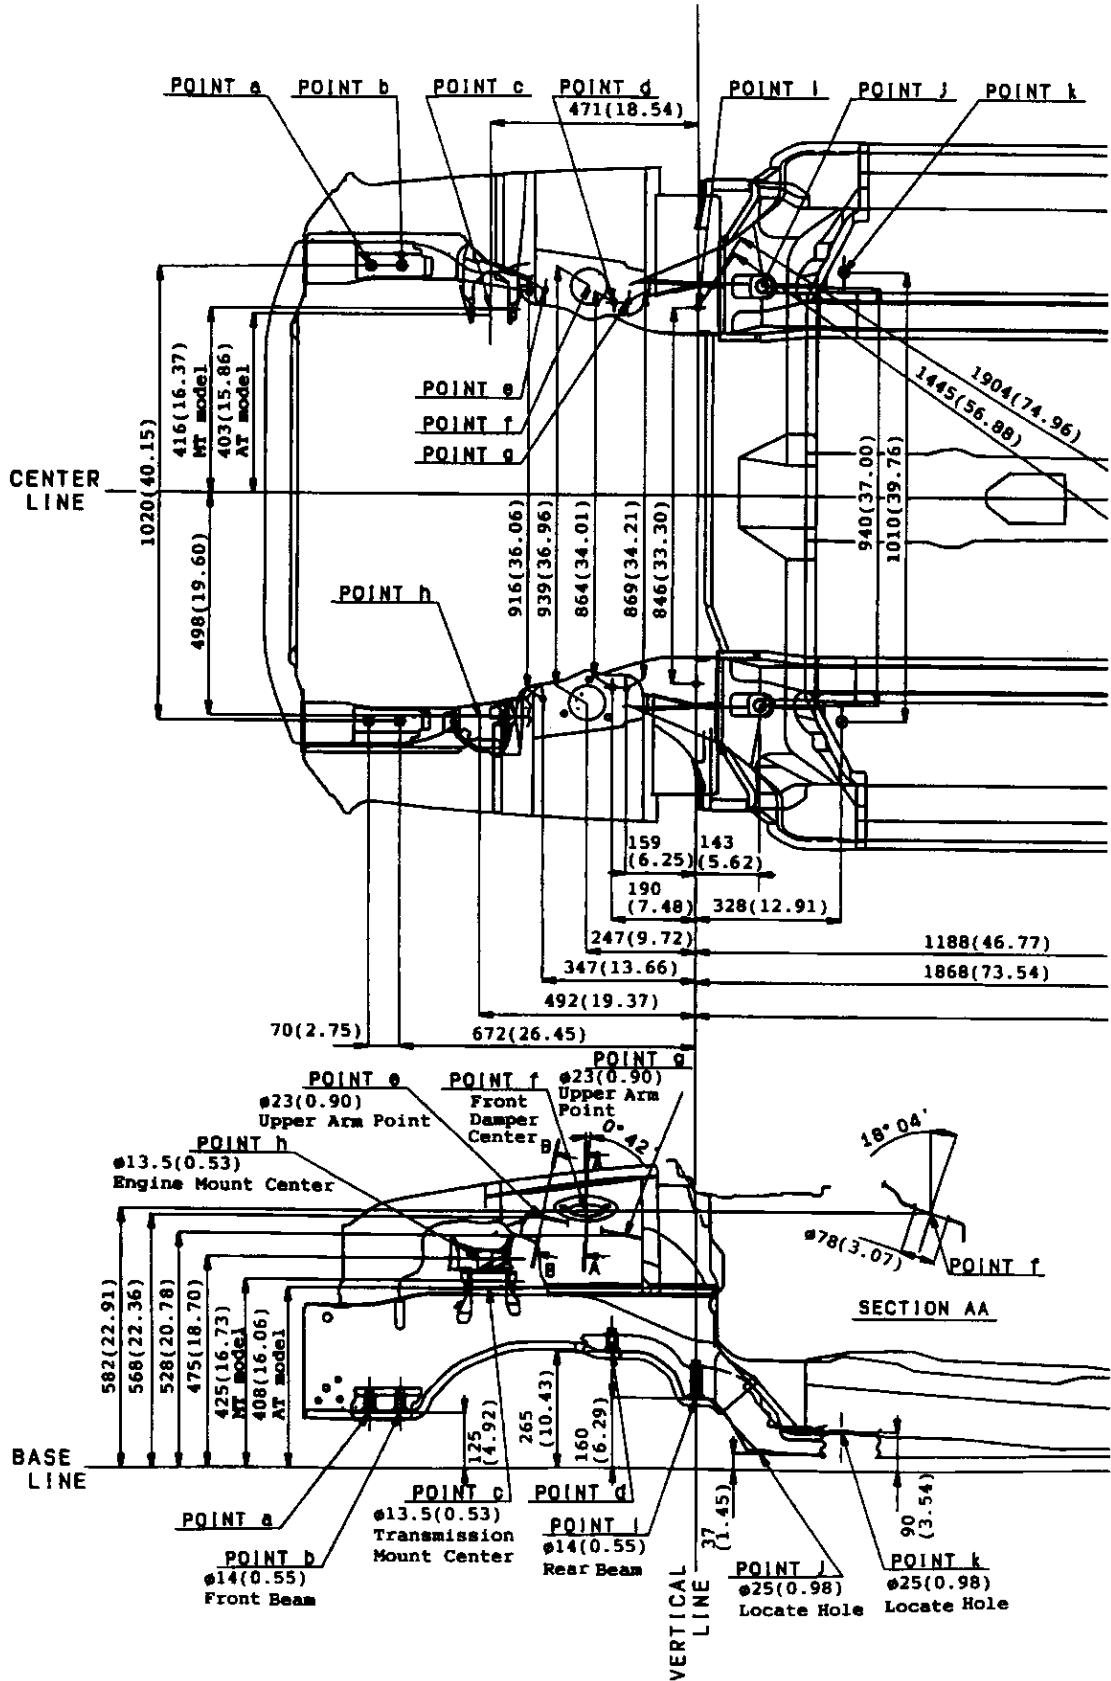 POINT a
POINT b
POINT c
POINT d
POINT i
POINT j
POINT k
471(18.54)
1904(74.96)
1445(56.88)
POINT e
POINT f
POINT g
416(16.37)
MT model
403(15.86)
AT model
1020(40.15)
CENTER
LINE
498(19.60)
916(36.06)
939(36.96)
864(34.01)
869(34.21)
846(33.30)
940(37.00)
1010(39.76)
POINT h
159
(6.25)
143
(5.62)
190
(7.48)
328(12.91)
247(9.72)
1188(46.77)
347(13.66)
1868(73.54)
492(19.37)
70(2.75)
672(26.45)
POINT g
ø23(0.90)
Upper Arm
Point
POINT e
ø23(0.90)
Upper Arm Point
POINT f
Front
Damper
Center
0°42'
POINT h
ø13.5(0.53)
Engine Mount Center
B
A
B
A
18°04'
ø78(3.07)
POINT f
SECTION AA
582(22.91)
568(22.36)
528(20.78)
475(18.70)
425(16.73)
MT model
408(16.06)
AT model
125
(4.92)
265
(10.43)
160
(6.29)
37
(1.45)
90
(3.54)
BASE
LINE
POINT a
POINT b
ø14(0.55)
Front Beam
POINT c
ø13.5(0.53)
Transmission
Mount Center
POINT d
POINT i
ø14(0.55)
Rear Beam
VERTICAL
LINE
POINT j
ø25(0.98)
Locate Hole
POINT k
ø25(0.98)
Locate Hole